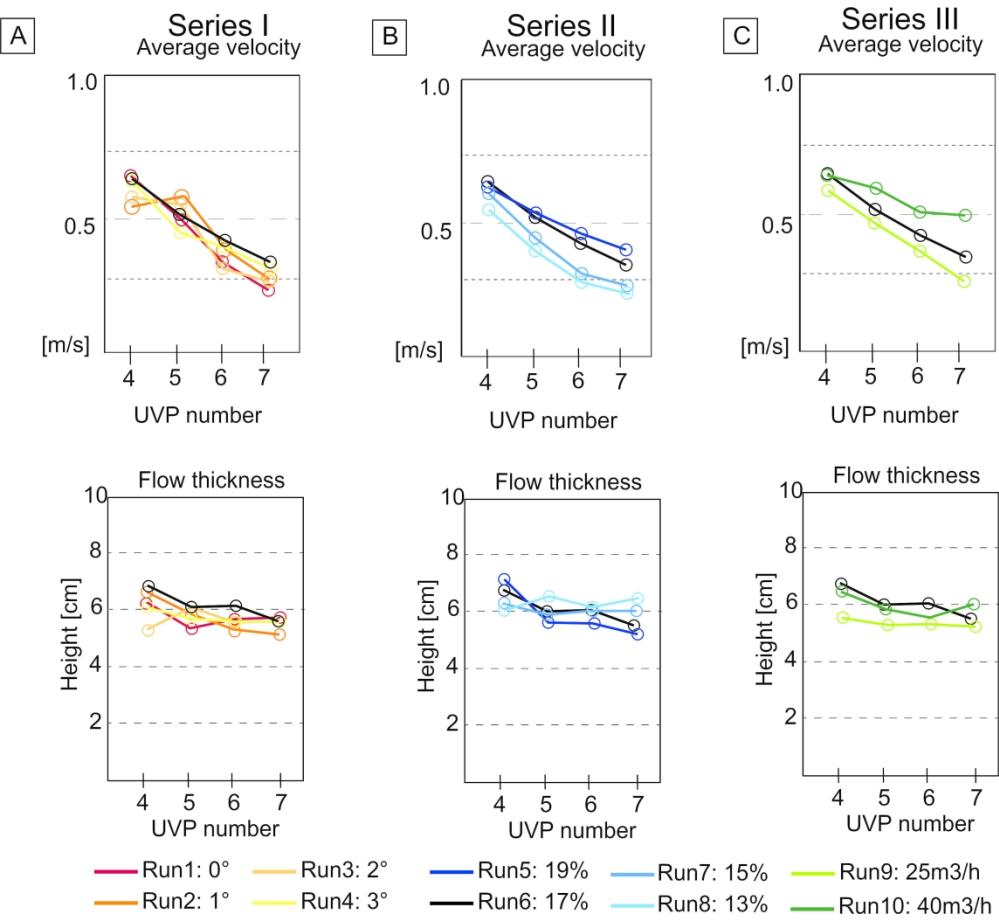 A
Series I
Average velocity
B
Series II
Average velocity
C
Series III
Average velocity
1.0
0.5
[m/s]
4 5 6 7
UVP number
1.0
0.5
[m/s]
4 5 6 7
UVP number
1.0
0.5
[m/s]
4 5 6 7
UVP number
Flow thickness
10
8
6
4
2
Height [cm]
4 5 6 7
UVP number
Flow thickness
10
8
6
4
2
Height [cm]
4 5 6 7
UVP number
Flow thickness
10
8
6
4
2
Height [cm]
4 5 6 7
UVP number
Run1: 0° Run3: 2° Run5: 19% Run7: 15% Run9: 25m3/h
Run2: 1° Run4: 3° Run6: 17% Run8: 13% Run10: 40m3/h